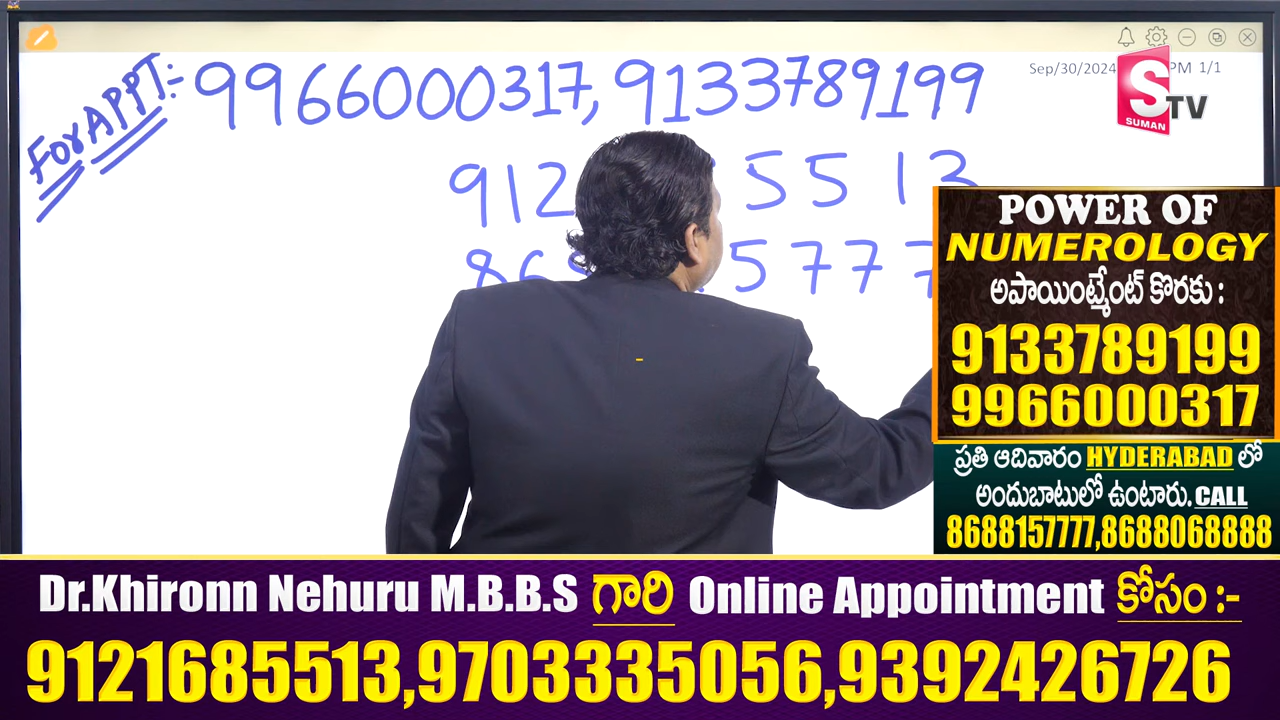 Sep/30/2024 PM 1/1
S TV
SUMAN
For APPT:- 9966000317, 9133789199
912 5513
86 5777
POWER OF
NUMEROLOGY
అపాయింట్మేంట్ కొరకు :
9133789199
9966000317
ప్రతి ఆదివారం HYDERABAD లో
అందుబాటులో ఉంటారు. CALL
8688157777,8688068888
Dr.Khironn Nehuru M.B.B.S గారి Online Appointment కోసం :-
9121685513,9703335056,9392426726